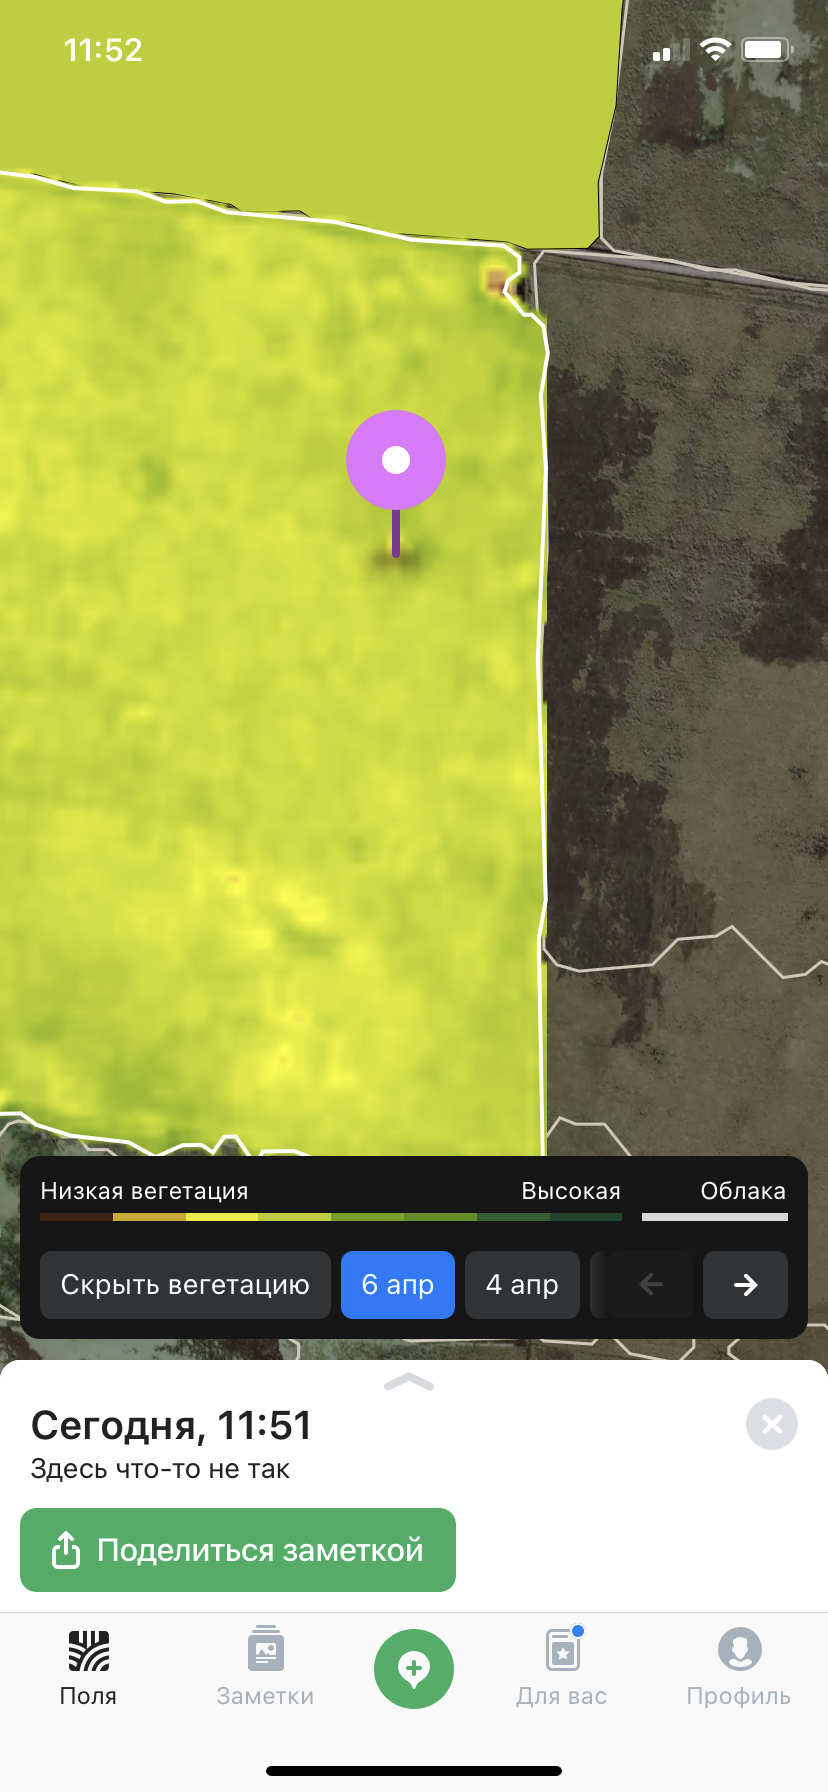 11:52
Низкая вегетация Высокая Облака
Скрыть вегетацию 6 апр 4 апр
Сегодня, 11:51
Здесь что-то не так
Поделиться заметкой
Поля Заметки Для вас Профиль